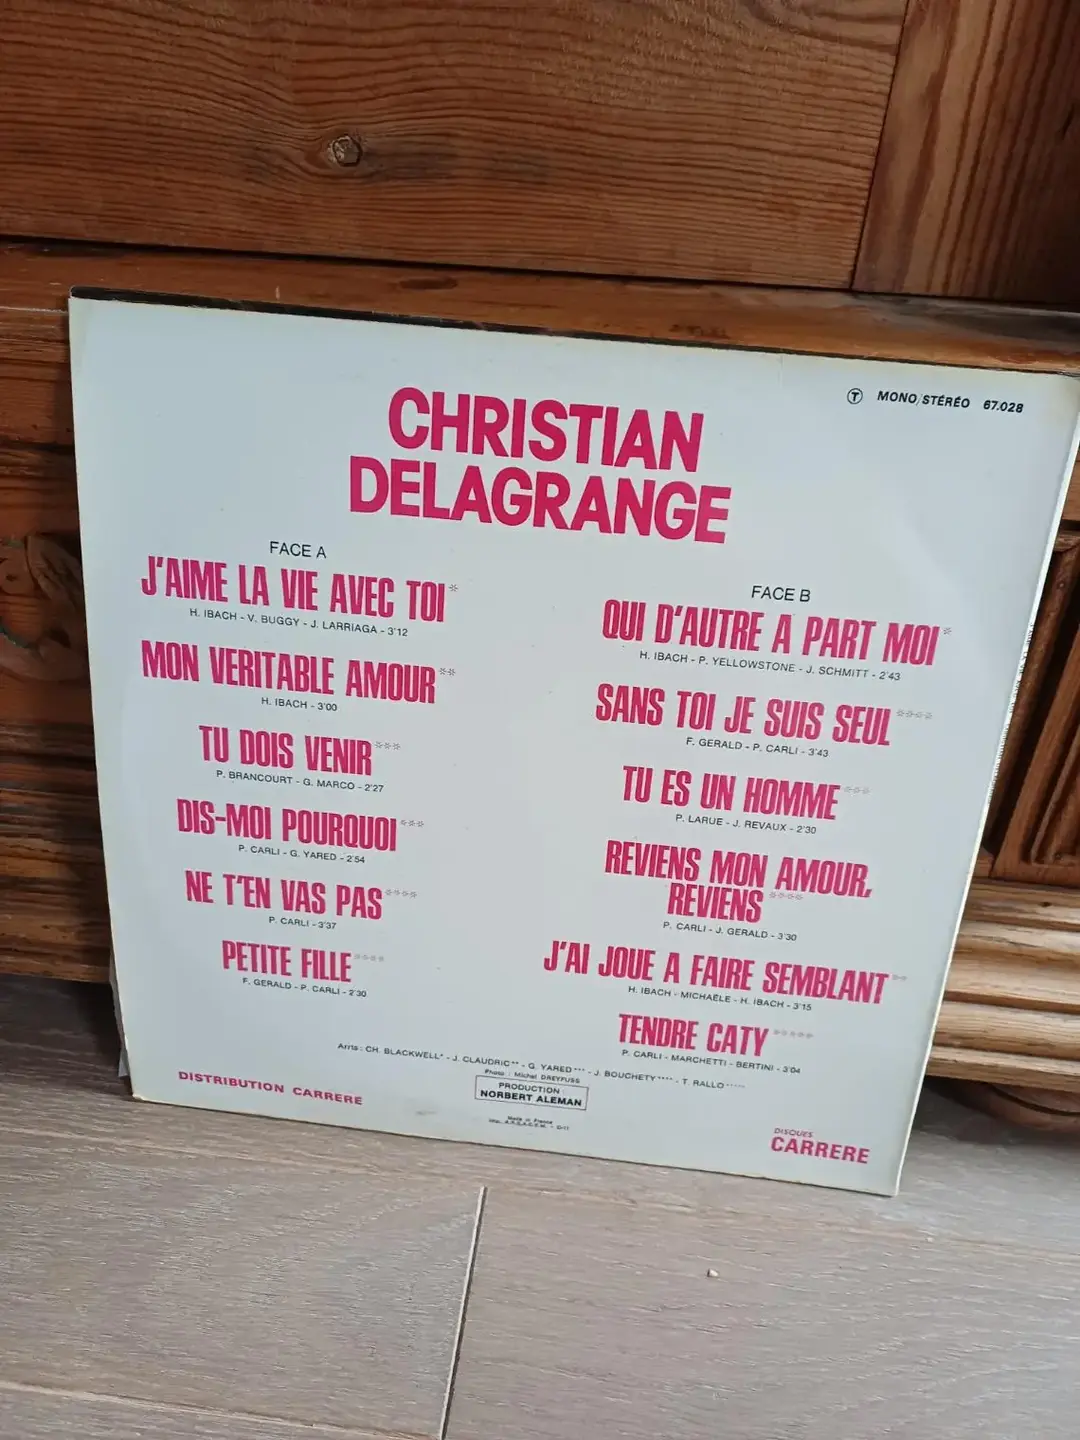 Ⓣ MONO/STÉRÉO 67.028
CHRISTIAN
DELAGRANGE
FACE A
J'AIME LA VIE AVEC TOI*
H. IBACH - V. BUGGY - J. LARRIAGA - 3'12
MON VERITABLE AMOUR**
H. IBACH - 3'00
TU DOIS VENIR***
P. BRANCOURT - G. MARCO - 2'27
DIS-MOI POURQUOI***
P. CARLI - G. YARED - 2'54
NE T'EN VAS PAS****
P. CARLI - 3'37
PETITE FILLE****
F. GERALD - P. CARLI - 2'30
FACE B
QUI D'AUTRE A PART MOI*
H. IBACH - P. YELLOWSTONE - J. SCHMITT - 2'43
SANS TOI JE SUIS SEUL****
F. GERALD - P. CARLI - 3'43
TU ES UN HOMME***
P. LARUE - J. REVAUX - 2'30
REVIENS MON AMOUR,
REVIENS****
P. CARLI - J. GERALD - 3'30
J'AI JOUE A FAIRE SEMBLANT**
H. IBACH - MICHAËLE - H. IBACH - 3'15
TENDRE CATY*****
P. CARLI - MARCHETTI - BERTINI - 3'04
Arrts : CH. BLACKWELL* - J. CLAUDRIC** - G. YARED*** - J. BOUCHETY**** - T. RALLO*****
Photo : Michel DREYFUSS
PRODUCTION :
NORBERT ALEMAN
Made in France
DISTRIBUTION CARRERE
DISQUES
CARRERE